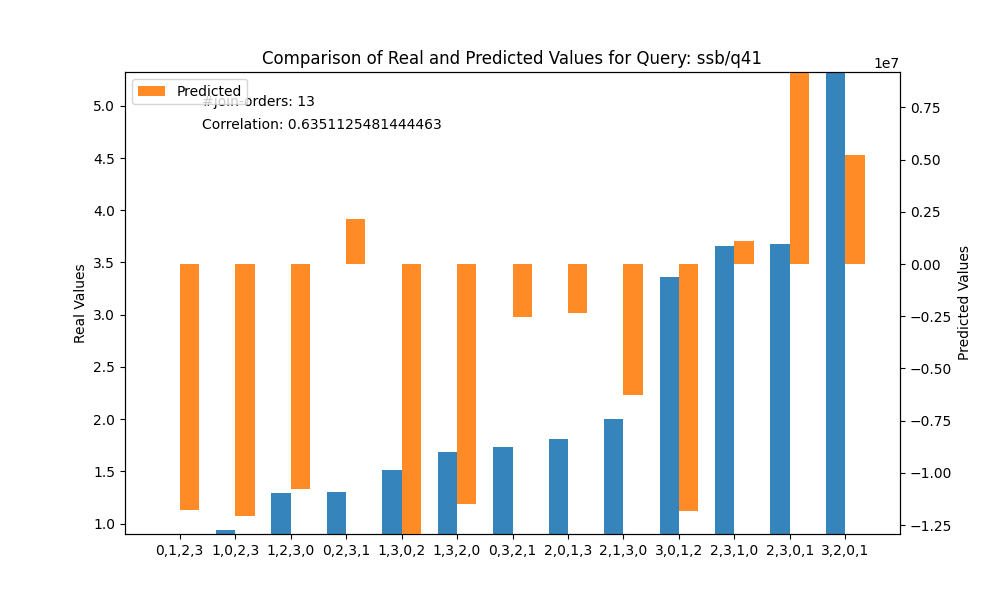 Comparison of Real and Predicted Values for Query: ssb/q41
1e7
Predicted
#join-orders: 13
Correlation: 0.6351125481444463
5.0
4.5
4.0
3.5
3.0
2.5
2.0
1.5
1.0
Real Values
0.75
0.50
0.25
0.00
−0.25
−0.50
−0.75
−1.00
−1.25
Predicted Values
0,1,2,3 1,0,2,3 1,2,3,0 0,2,3,1 1,3,0,2 1,3,2,0 0,3,2,1 2,0,1,3 2,1,3,0 3,0,1,2 2,3,1,0 2,3,0,1 3,2,0,1